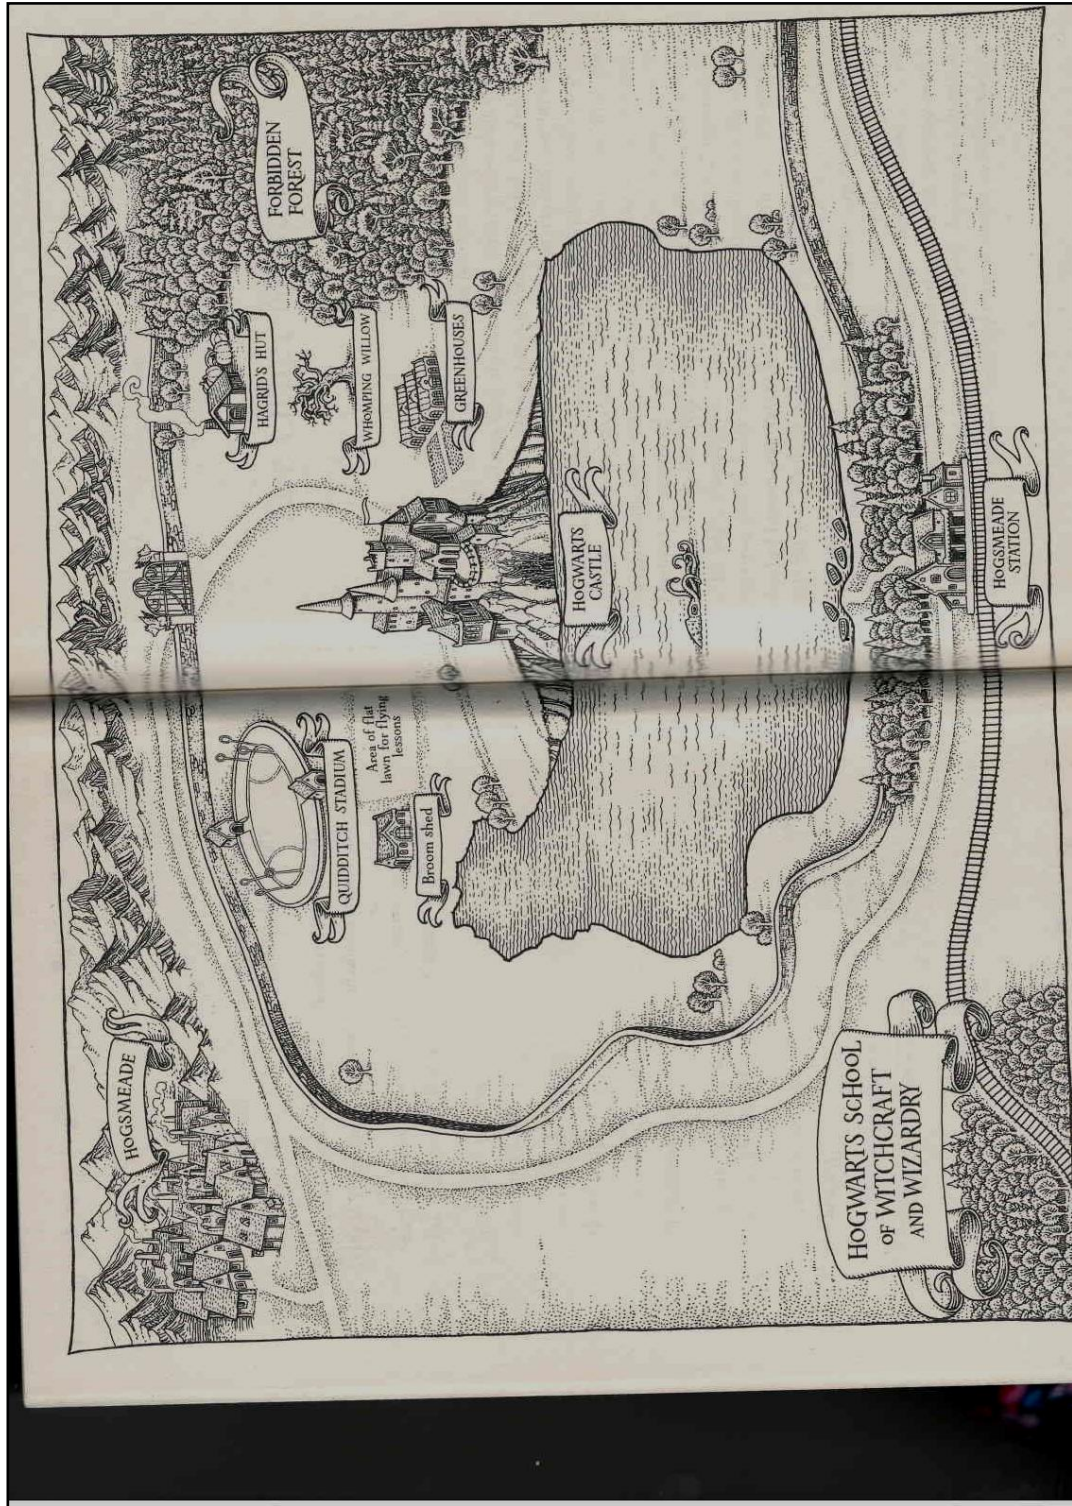 HOGSMEADE
FORBIDDEN
FOREST
HAGRID'S HUT
WHOMPING WILLOW
GREENHOUSES
QUIDDITCH STADIUM
Area of flat
lawn for flying
lessons
Broom shed
HOGWARTS
CASTLE
HOGWARTS SCHOOL
OF WITCHCRAFT
AND WIZARDRY
HOGSMEADE
STATION